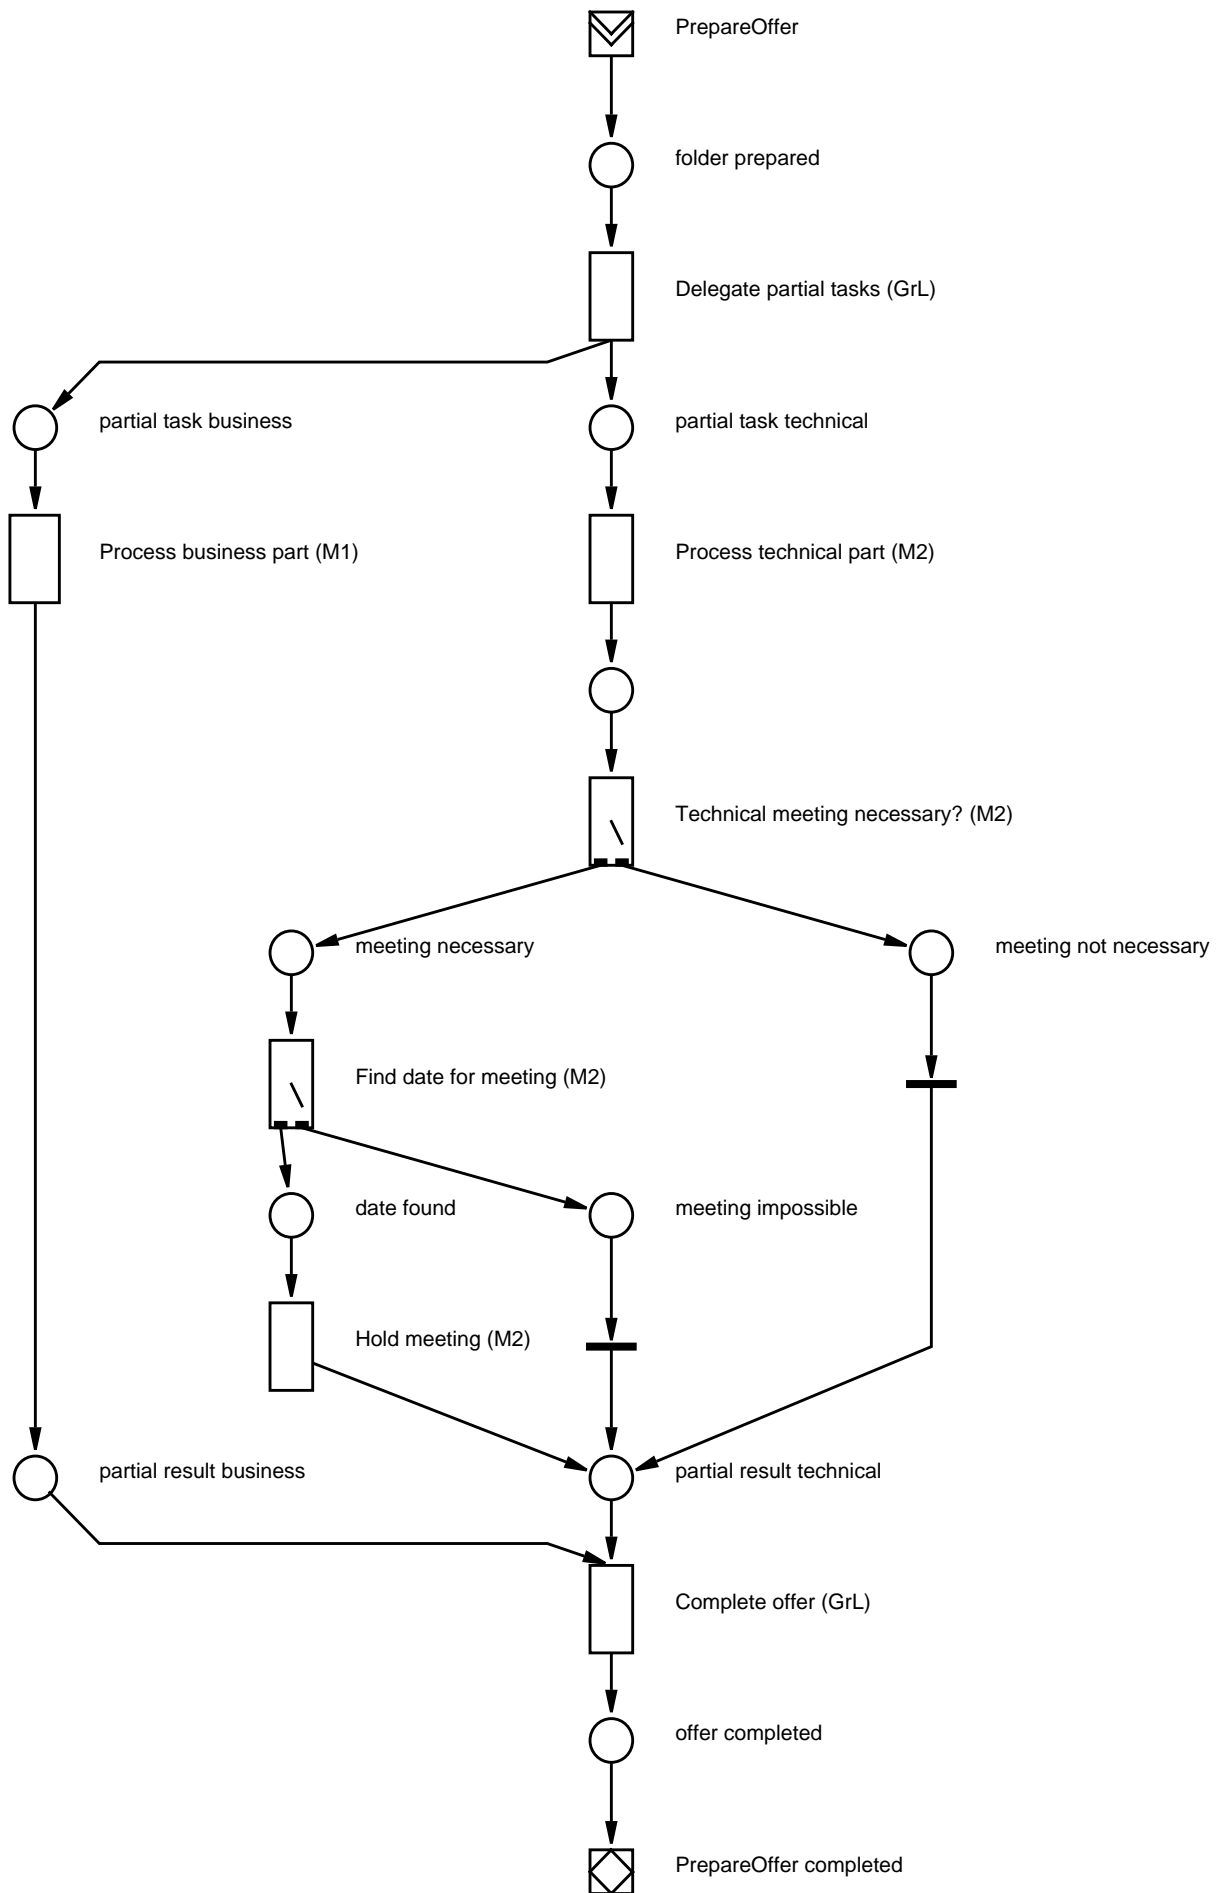 PrepareOffer
folder prepared
Delegate partial tasks (GrL)
partial task business
partial task technical
Process business part (M1)
Process technical part (M2)
Technical meeting necessary? (M2)
meeting necessary
meeting not necessary
Find date for meeting (M2)
date found
meeting impossible
Hold meeting (M2)
partial result business
partial result technical
Complete offer (GrL)
offer completed
PrepareOffer completed